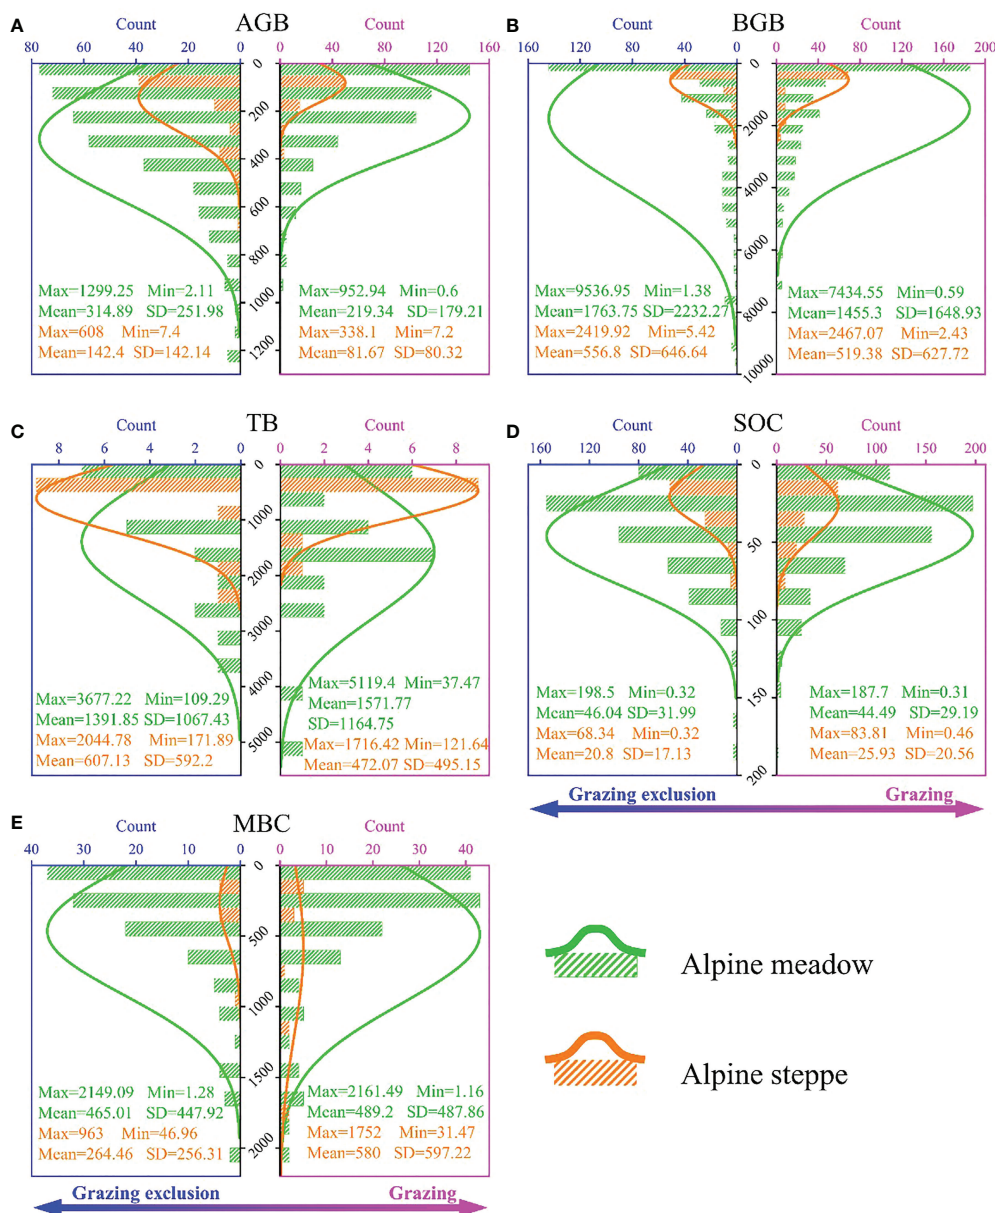 A
Count
AGB
Count
80 60 40 20 0
0 40 80 120 160
0
200
400
600
800
1000
1200
Max=1299.25 Min=2.11
Mean=314.89 SD=251.98
Max=608 Min=7.4
Mean=142.4 SD=142.14
Max=952.94 Min=0.6
Mean=219.34 SD=179.21
Max=338.1 Min=7.2
Mean=81.67 SD=80.32
B
Count
BGB
Count
160 120 80 40 0
0 40 80 120 160 200
0
2000
4000
6000
8000
10000
Max=9536.95 Min=1.38
Mean=1763.75 SD=2232.27
Max=2419.92 Min=5.42
Mean=556.8 SD=646.64
Max=7434.55 Min=0.59
Mean=1455.3 SD=1648.93
Max=2467.07 Min=2.43
Mean=519.38 SD=627.72
C
Count
TB
Count
8 6 4 2 0
0 2 4 6 8
0
1000
2000
3000
4000
5000
Max=3677.22 Min=109.29
Mean=1391.85 SD=1067.43
Max=2044.78 Min=171.89
Mean=607.13 SD=592.2
Max=5119.4 Min=37.47
Mean=1571.77
SD=1164.75
Max=1716.42 Min=121.64
Mean=472.07 SD=495.15
D
Count
SOC
Count
160 120 80 40 0
0 50 100 150 200
0
50
100
150
200
Max=198.5 Min=0.32
Mean=46.04 SD=31.99
Max=68.34 Min=0.32
Mean=20.8 SD=17.13
Max=187.7 Min=0.31
Mean=44.49 SD=29.19
Max=83.81 Min=0.46
Mean=25.93 SD=20.56
Grazing exclusion
Grazing
E
Count
MBC
Count
40 30 20 10 0
0 10 20 30 40
0
500
1000
1500
2000
Max=2149.09 Min=1.28
Mean=465.01 SD=447.92
Max=963 Min=46.96
Mean=264.46 SD=256.31
Max=2161.49 Min=1.16
Mean=489.2 SD=487.86
Max=1752 Min=31.47
Mean=580 SD=597.22
Grazing exclusion
Grazing
Alpine meadow
Alpine steppe